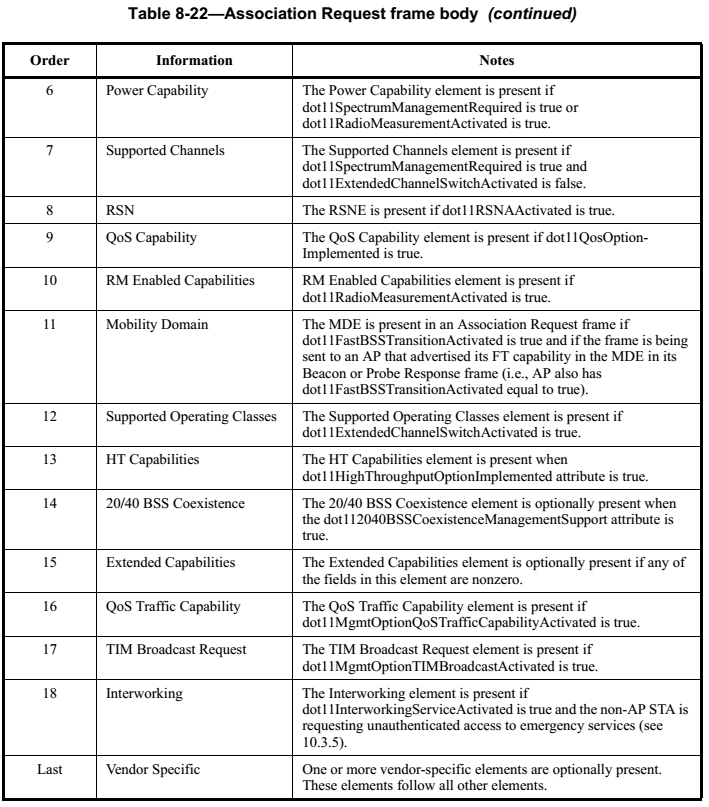 Table 8-22—Association Request frame body (continued)
Order Information Notes
6 Power Capability The Power Capability element is present if
dot11SpectrumManagementRequired is true or
dot11RadioMeasurementActivated is true.
7 Supported Channels The Supported Channels element is present if
dot11SpectrumManagementRequired is true and
dot11ExtendedChannelSwitchActivated is false.
8 RSN The RSNE is present if dot11RSNAActivated is true.
9 QoS Capability The QoS Capability element is present if dot11QosOption-
Implemented is true.
10 RM Enabled Capabilities RM Enabled Capabilities element is present if
dot11RadioMeasurementActivated is true.
11 Mobility Domain The MDE is present in an Association Request frame if
dot11FastBSSTransitionActivated is true and if the frame is being
sent to an AP that advertised its FT capability in the MDE in its
Beacon or Probe Response frame (i.e., AP also has
dot11FastBSSTransitionActivated equal to true).
12 Supported Operating Classes The Supported Operating Classes element is present if
dot11ExtendedChannelSwitchActivated is true.
13 HT Capabilities The HT Capabilities element is present when
dot11HighThroughputOptionImplemented attribute is true.
14 20/40 BSS Coexistence The 20/40 BSS Coexistence element is optionally present when
the dot112040BSSCoexistenceManagementSupport attribute is
true.
15 Extended Capabilities The Extended Capabilities element is optionally present if any of
the fields in this element are nonzero.
16 QoS Traffic Capability The QoS Traffic Capability element is present if
dot11MgmtOptionQoSTrafficCapabilityActivated is true.
17 TIM Broadcast Request The TIM Broadcast Request element is present if
dot11MgmtOptionTIMBroadcastActivated is true.
18 Interworking The Interworking element is present if
dot11InterworkingServiceActivated is true and the non-AP STA is
requesting unauthenticated access to emergency services (see
10.3.5).
Last Vendor Specific One or more vendor-specific elements are optionally present.
These elements follow all other elements.